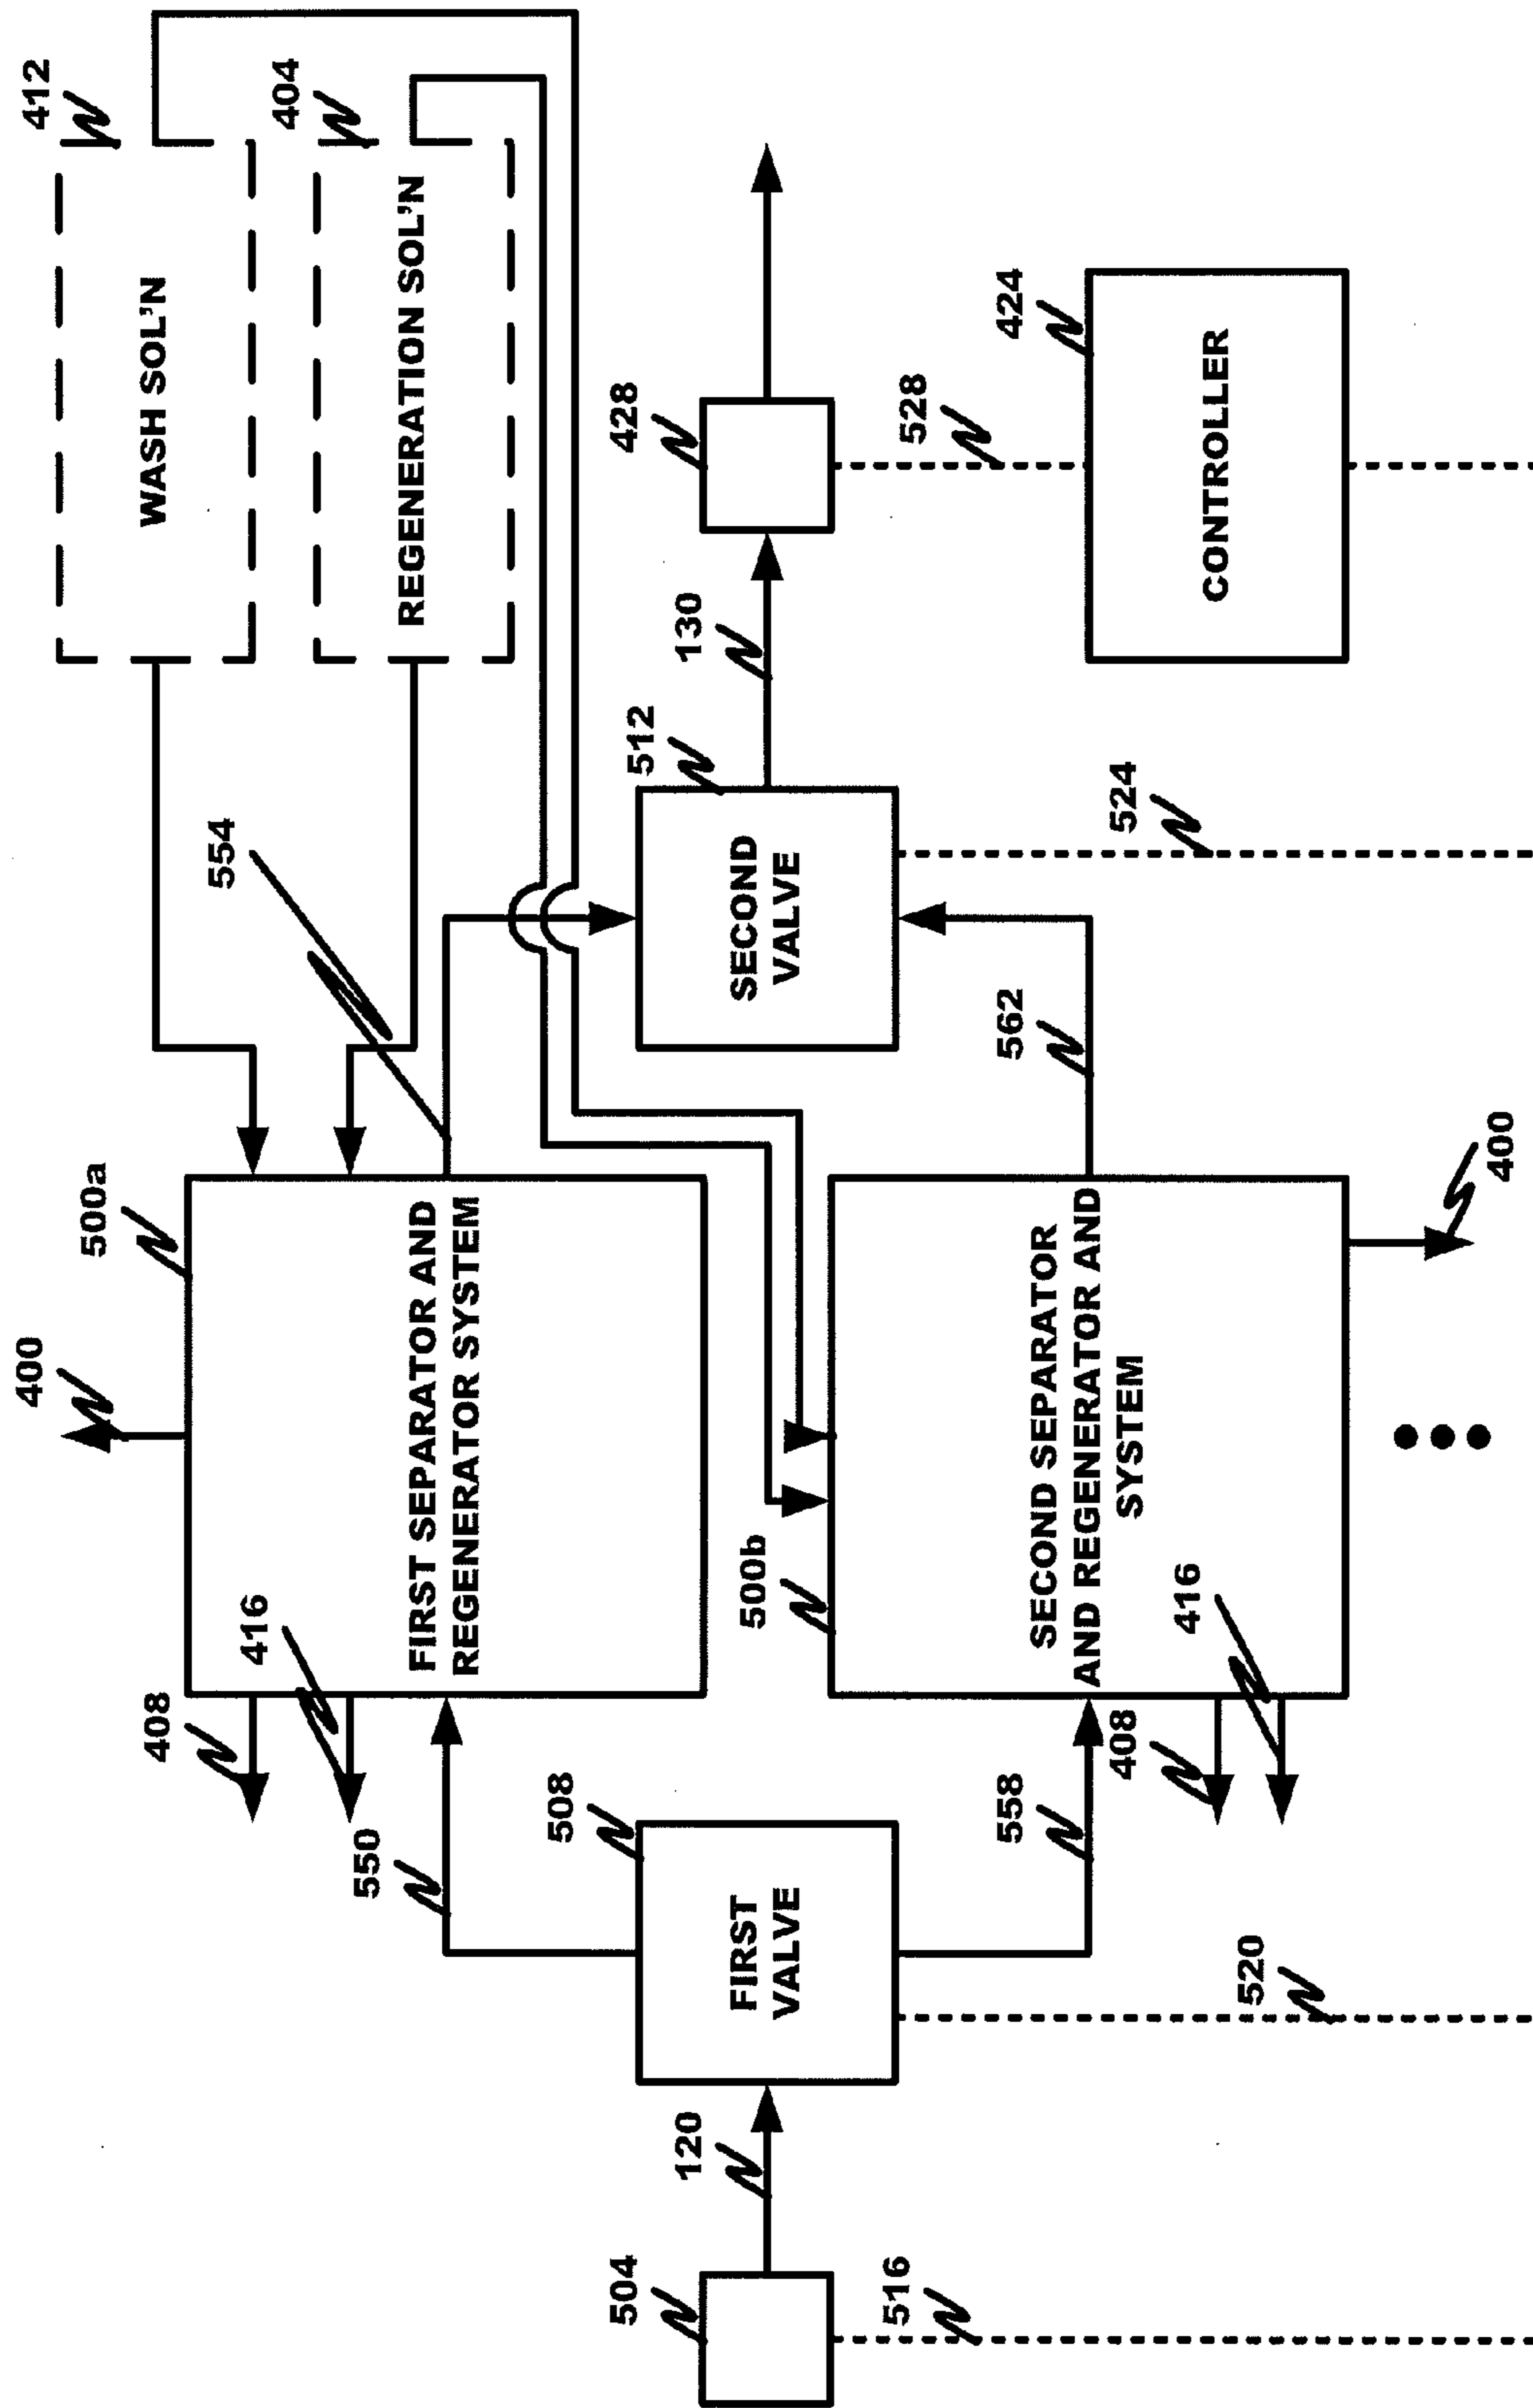 412
WASH SOL'N
404
REGENERATION SOL'N
400
500a
554
FIRST SEPARATOR AND
REGENERATOR SYSTEM
408
416
550
504
120
508
FIRST
VALVE
512
SECOND
VALVE
130
428
528
424
CONTROLLER
500b
562
SECOND SEPARATOR
AND REGENERATOR AND
SYSTEM
400
416
408
558
516
520
524